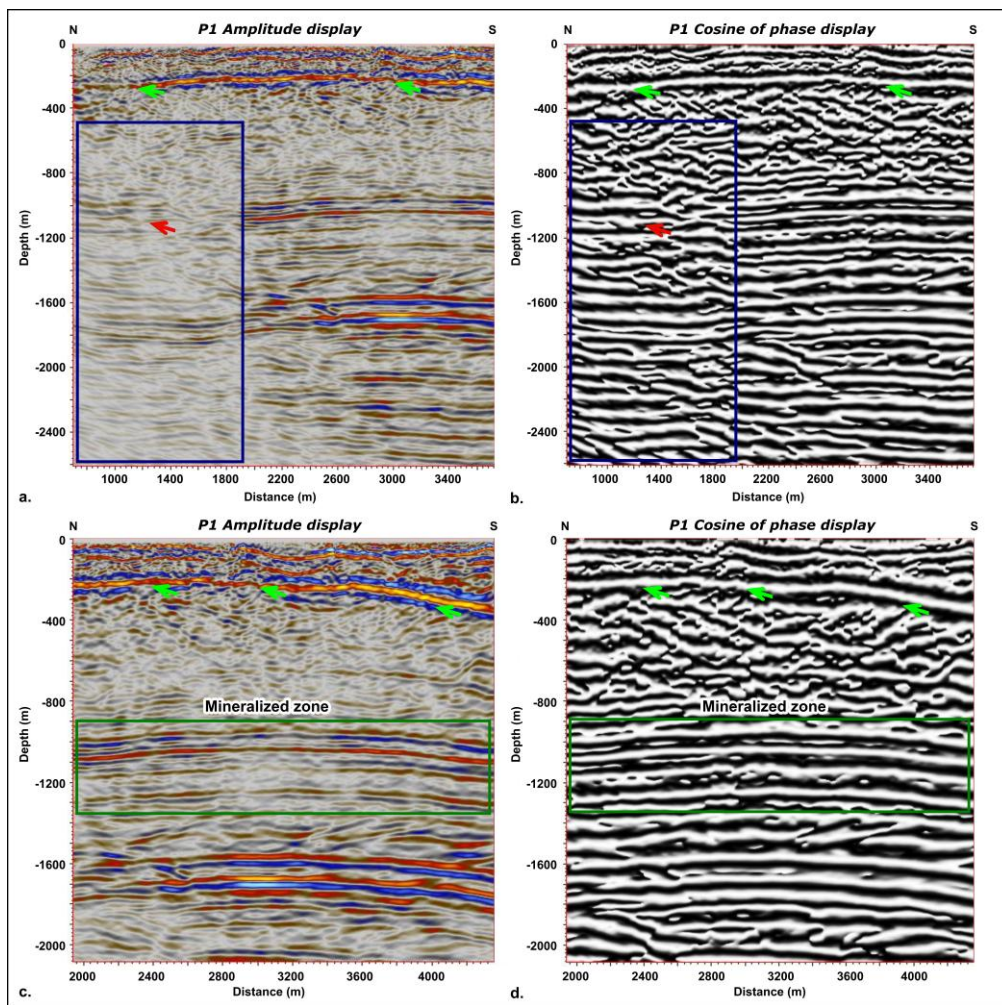 N P1 Amplitude display S
0
-400
-800
-1200
-1600
-2000
-2400
Depth (m)
1000 1400 1800 2200 2600 3000 3400
Distance (m)
a.
N P1 Cosine of phase display S
0
-400
-800
-1200
-1600
-2000
-2400
Depth (m)
1000 1400 1800 2200 2600 3000 3400
Distance (m)
b.
N P1 Amplitude display S
0
-400
-800
-1200
-1600
-2000
Depth (m)
Mineralized zone
2000 2400 2800 3200 3600 4000
Distance (m)
c.
N P1 Cosine of phase display S
0
-400
-800
-1200
-1600
-2000
Depth (m)
Mineralized zone
2000 2400 2800 3200 3600 4000
Distance (m)
d.